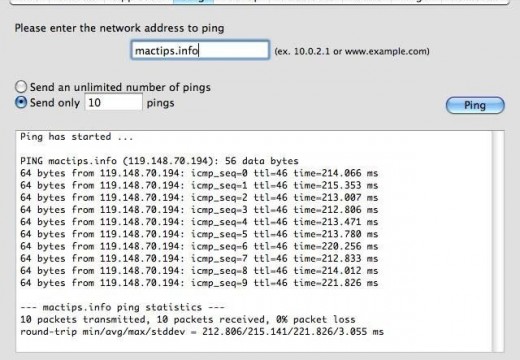 Please enter the network address to ping
mactips.info (ex. 10.0.2.1 or www.example.com)
Send an unlimited number of pings
Send only 10 pings
Ping
Ping has started ...
PING mactips.info (119.148.70.194): 56 data bytes
64 bytes from 119.148.70.194: icmp_seq=0 ttl=46 time=214.066 ms
64 bytes from 119.148.70.194: icmp_seq=1 ttl=46 time=215.353 ms
64 bytes from 119.148.70.194: icmp_seq=2 ttl=46 time=213.007 ms
64 bytes from 119.148.70.194: icmp_seq=3 ttl=46 time=212.806 ms
64 bytes from 119.148.70.194: icmp_seq=4 ttl=46 time=213.471 ms
64 bytes from 119.148.70.194: icmp_seq=5 ttl=46 time=213.780 ms
64 bytes from 119.148.70.194: icmp_seq=6 ttl=46 time=220.256 ms
64 bytes from 119.148.70.194: icmp_seq=7 ttl=46 time=212.833 ms
64 bytes from 119.148.70.194: icmp_seq=8 ttl=46 time=214.012 ms
64 bytes from 119.148.70.194: icmp_seq=9 ttl=46 time=221.826 ms
--- mactips.info ping statistics ---
10 packets transmitted, 10 packets received, 0% packet loss
round-trip min/avg/max/stddev = 212.806/215.141/221.826/3.055 ms